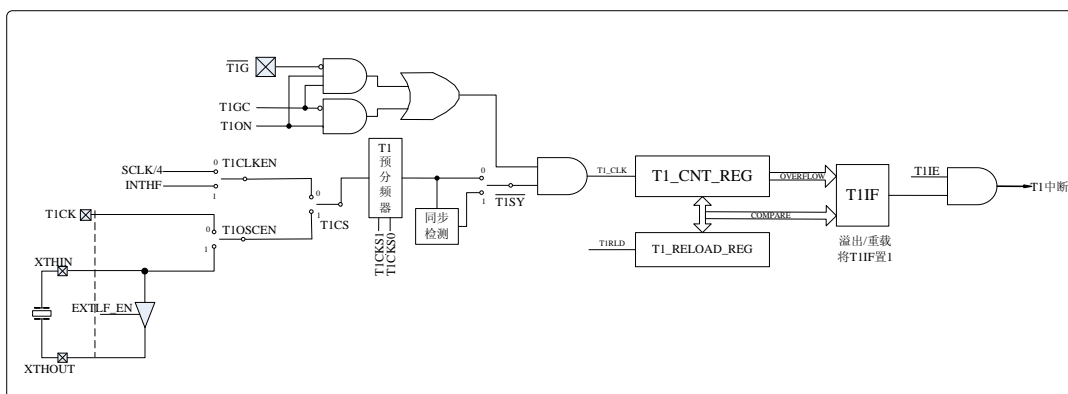 T1G
T1GC
T1ON
SCLK/4
INTHF
0
1
T1CLKEN
T1CK
0
1
T1OSCEN
0
1
T1CS
T1
预
分
频
器
T1CKS1
T1CKS0
同步
检测
0
1
T1SY
T1_CLK
T1_CNT_REG
OVERFLOW
COMPARE
T1RLD
T1_RELOAD_REG
T1IF
溢出/重载
将T1IF置1
T1IE
T1中断
XTHIN
EXTLF_EN
XTHOUT